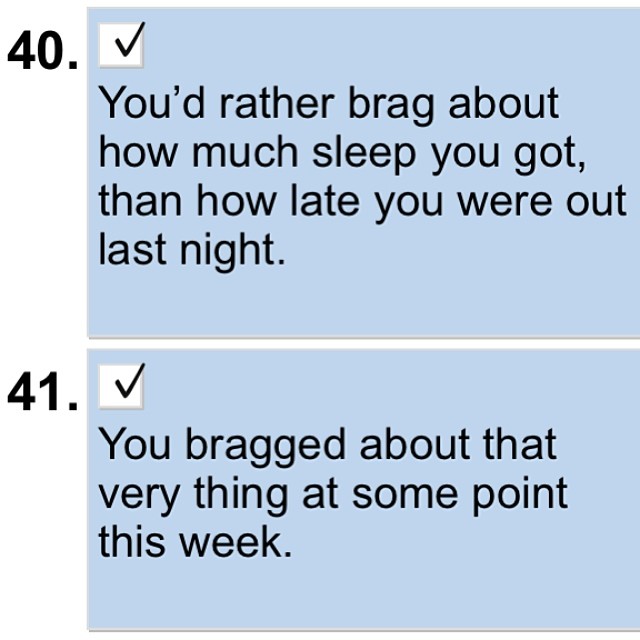 40.
You’d rather brag about
how much sleep you got,
than how late you were out
last night.
41.
You bragged about that
very thing at some point
this week.